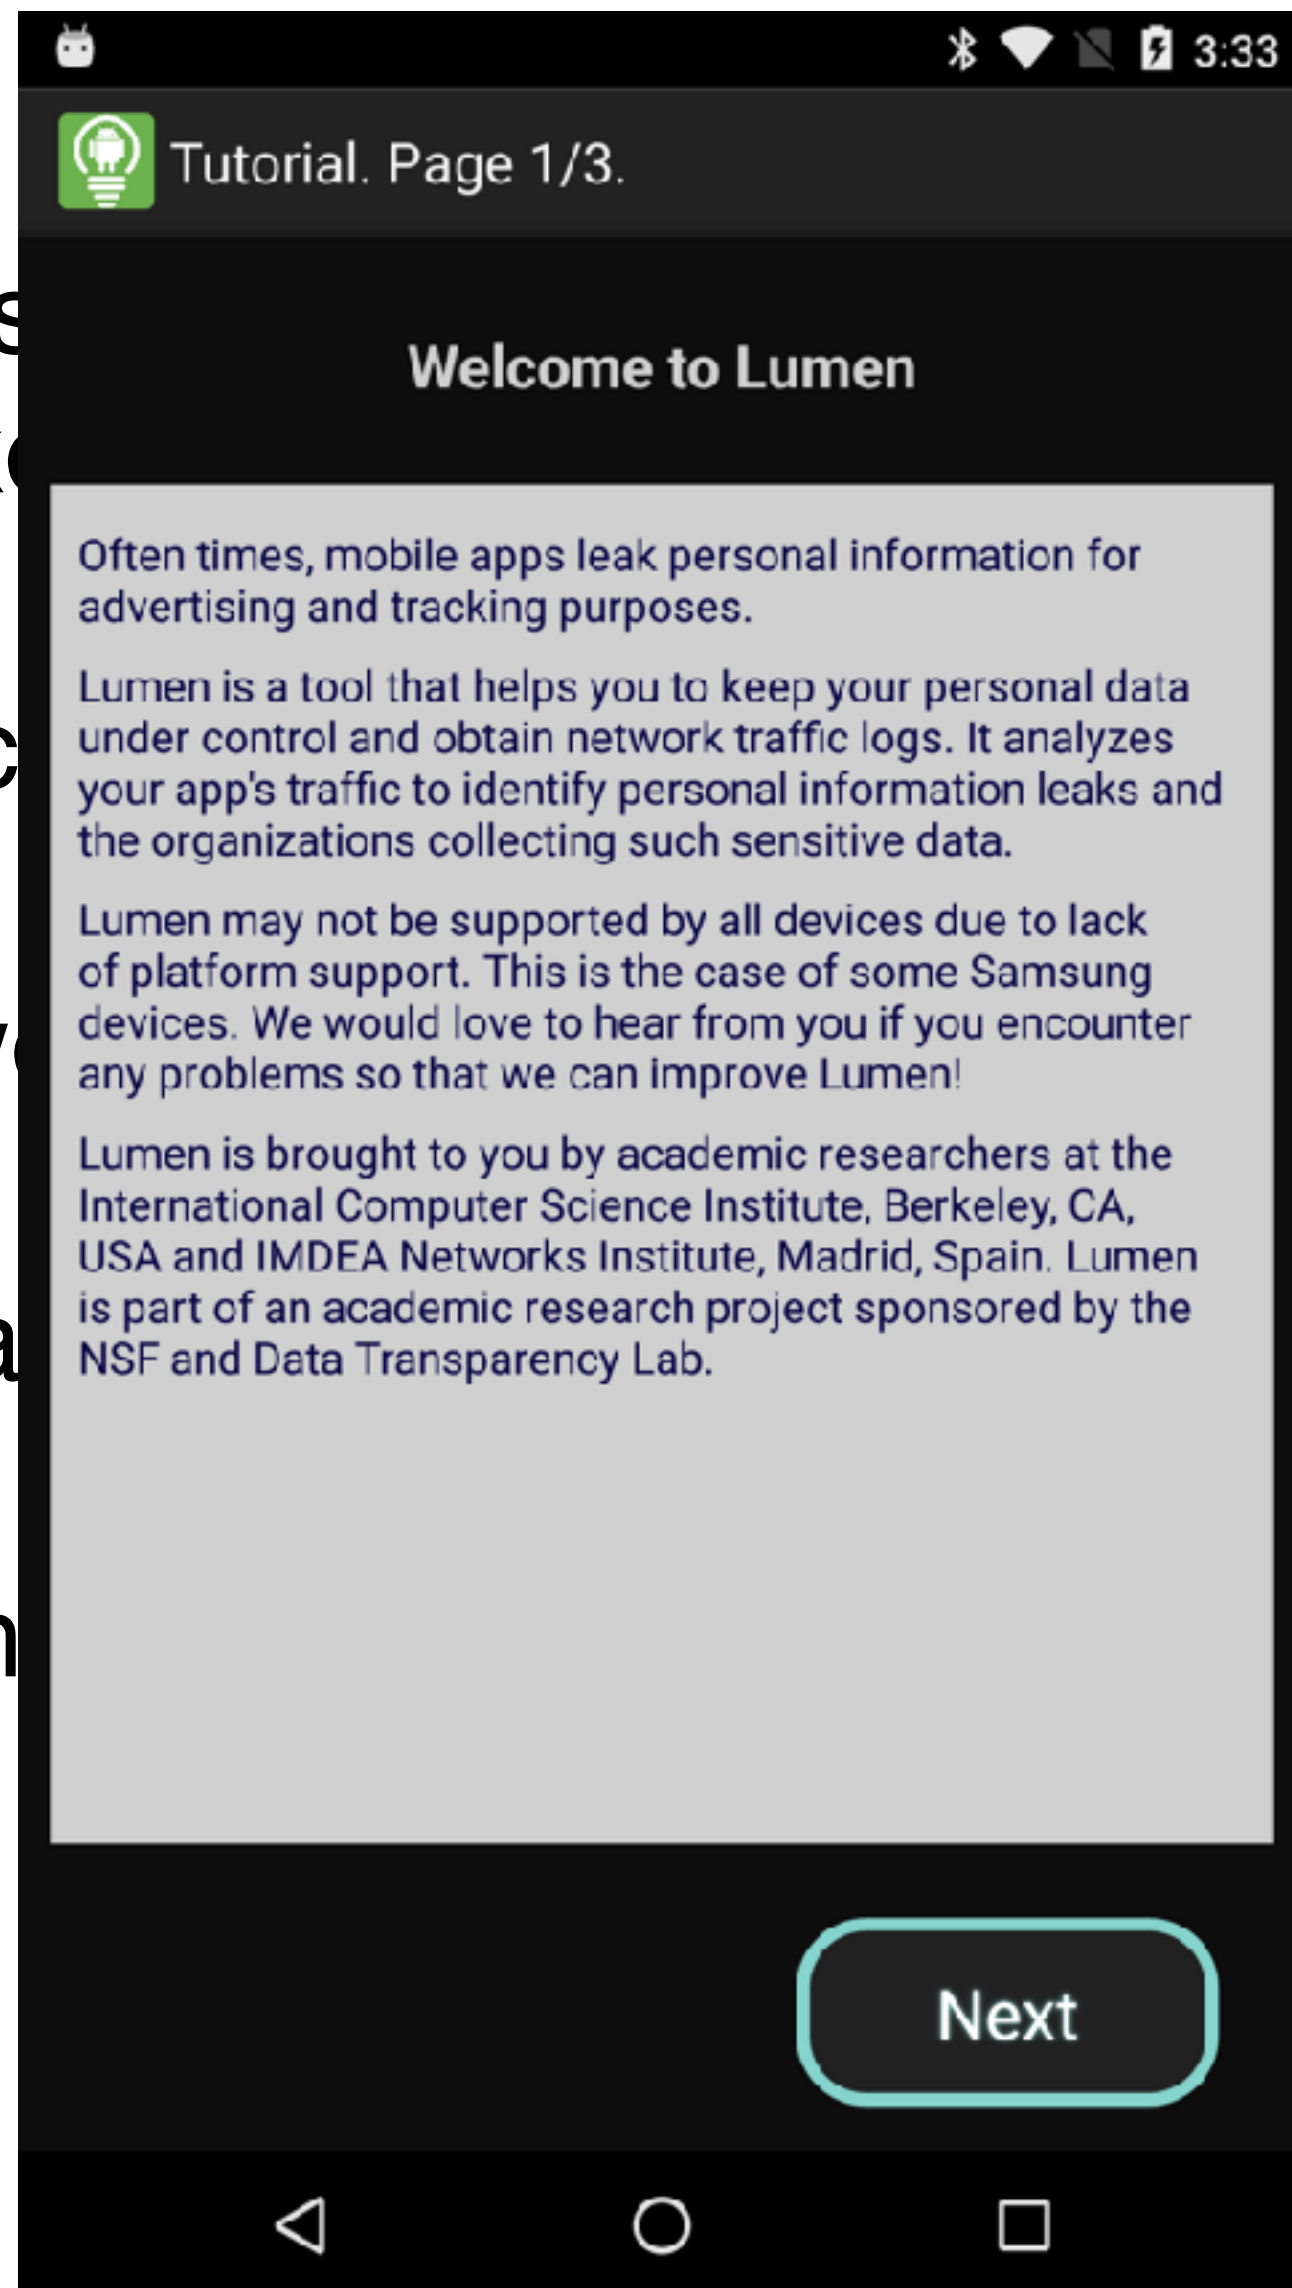 3:33
Tutorial. Page 1/3.
Welcome to Lumen
Often times, mobile apps leak personal information for
advertising and tracking purposes.
Lumen is a tool that helps you to keep your personal data
under control and obtain network traffic logs. It analyzes
your app's traffic to identify personal information leaks and
the organizations collecting such sensitive data.
Lumen may not be supported by all devices due to lack
of platform support. This is the case of some Samsung
devices. We would love to hear from you if you encounter
any problems so that we can improve Lumen!
Lumen is brought to you by academic researchers at the
International Computer Science Institute, Berkeley, CA,
USA and IMDEA Networks Institute, Madrid, Spain. Lumen
is part of an academic research project sponsored by the
NSF and Data Transparency Lab.
Next